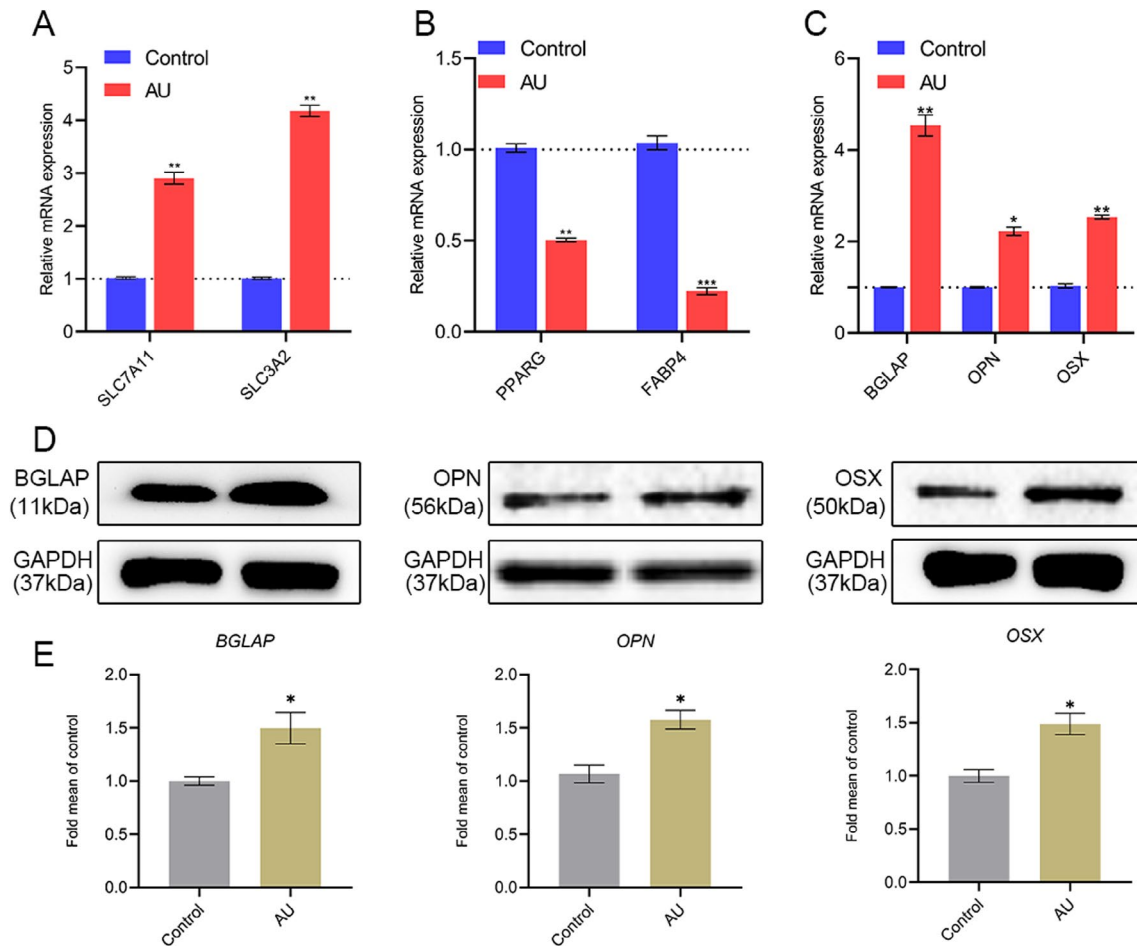 A
Control
AU
Relative mRNA expression
5
4
3
2
1
0
**
**
SLC7A11
SLC3A2
B
Control
AU
Relative mRNA expression
1.5
1.0
0.5
0.0
**
***
PPARG
FABP4
C
Control
AU
Relative mRNA expression
6
4
2
0
**
*
**
BGLAP
OPN
OSX
D
BGLAP
(11kDa)
GAPDH
(37kDa)
OPN
(56kDa)
GAPDH
(37kDa)
OSX
(50kDa)
GAPDH
(37kDa)
E
BGLAP
Fold mean of control
2.0
1.5
1.0
0.5
0.0
*
Control
AU
OPN
Fold mean of control
2.0
1.5
1.0
0.5
0.0
*
Control
AU
OSX
Fold mean of control
2.0
1.5
1.0
0.5
0.0
*
Control
AU